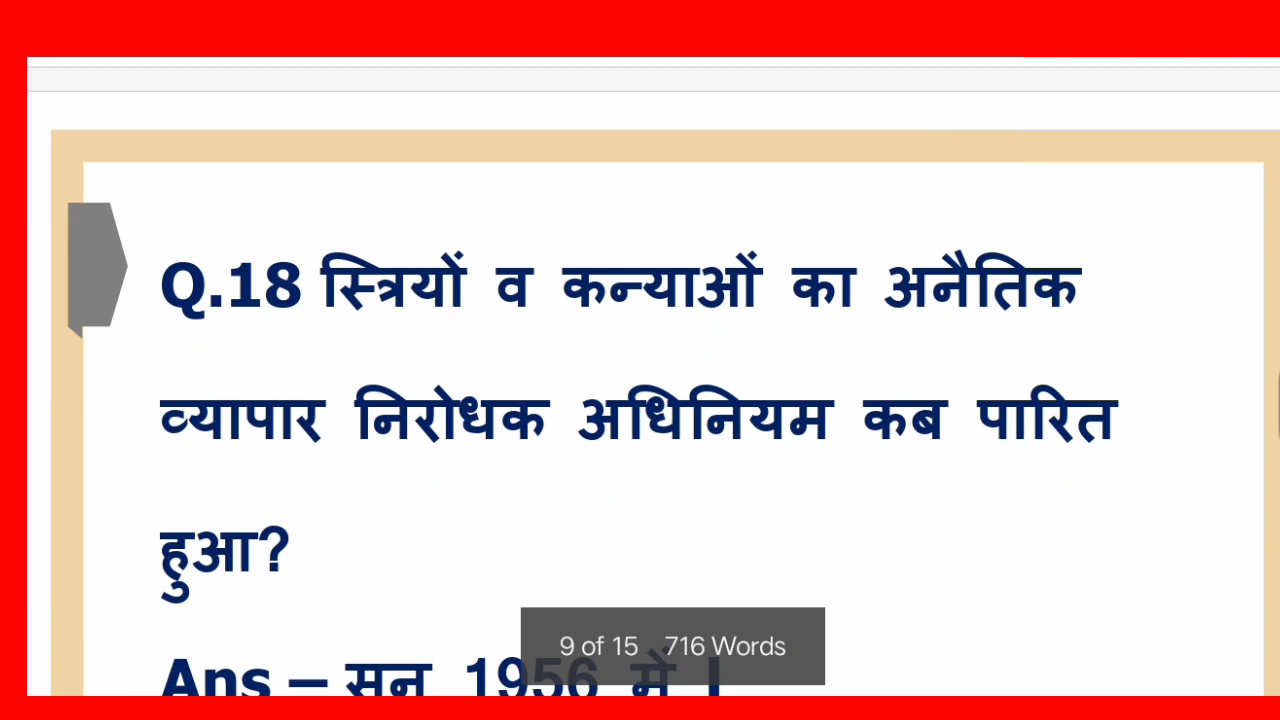 Q.18 स्त्रियों व कन्याओं का अनैतिक
व्यापार निरोधक अधिनियम कब पारित
हुआ?
9 of 15 716 Words
Ans – सन 1956 में |